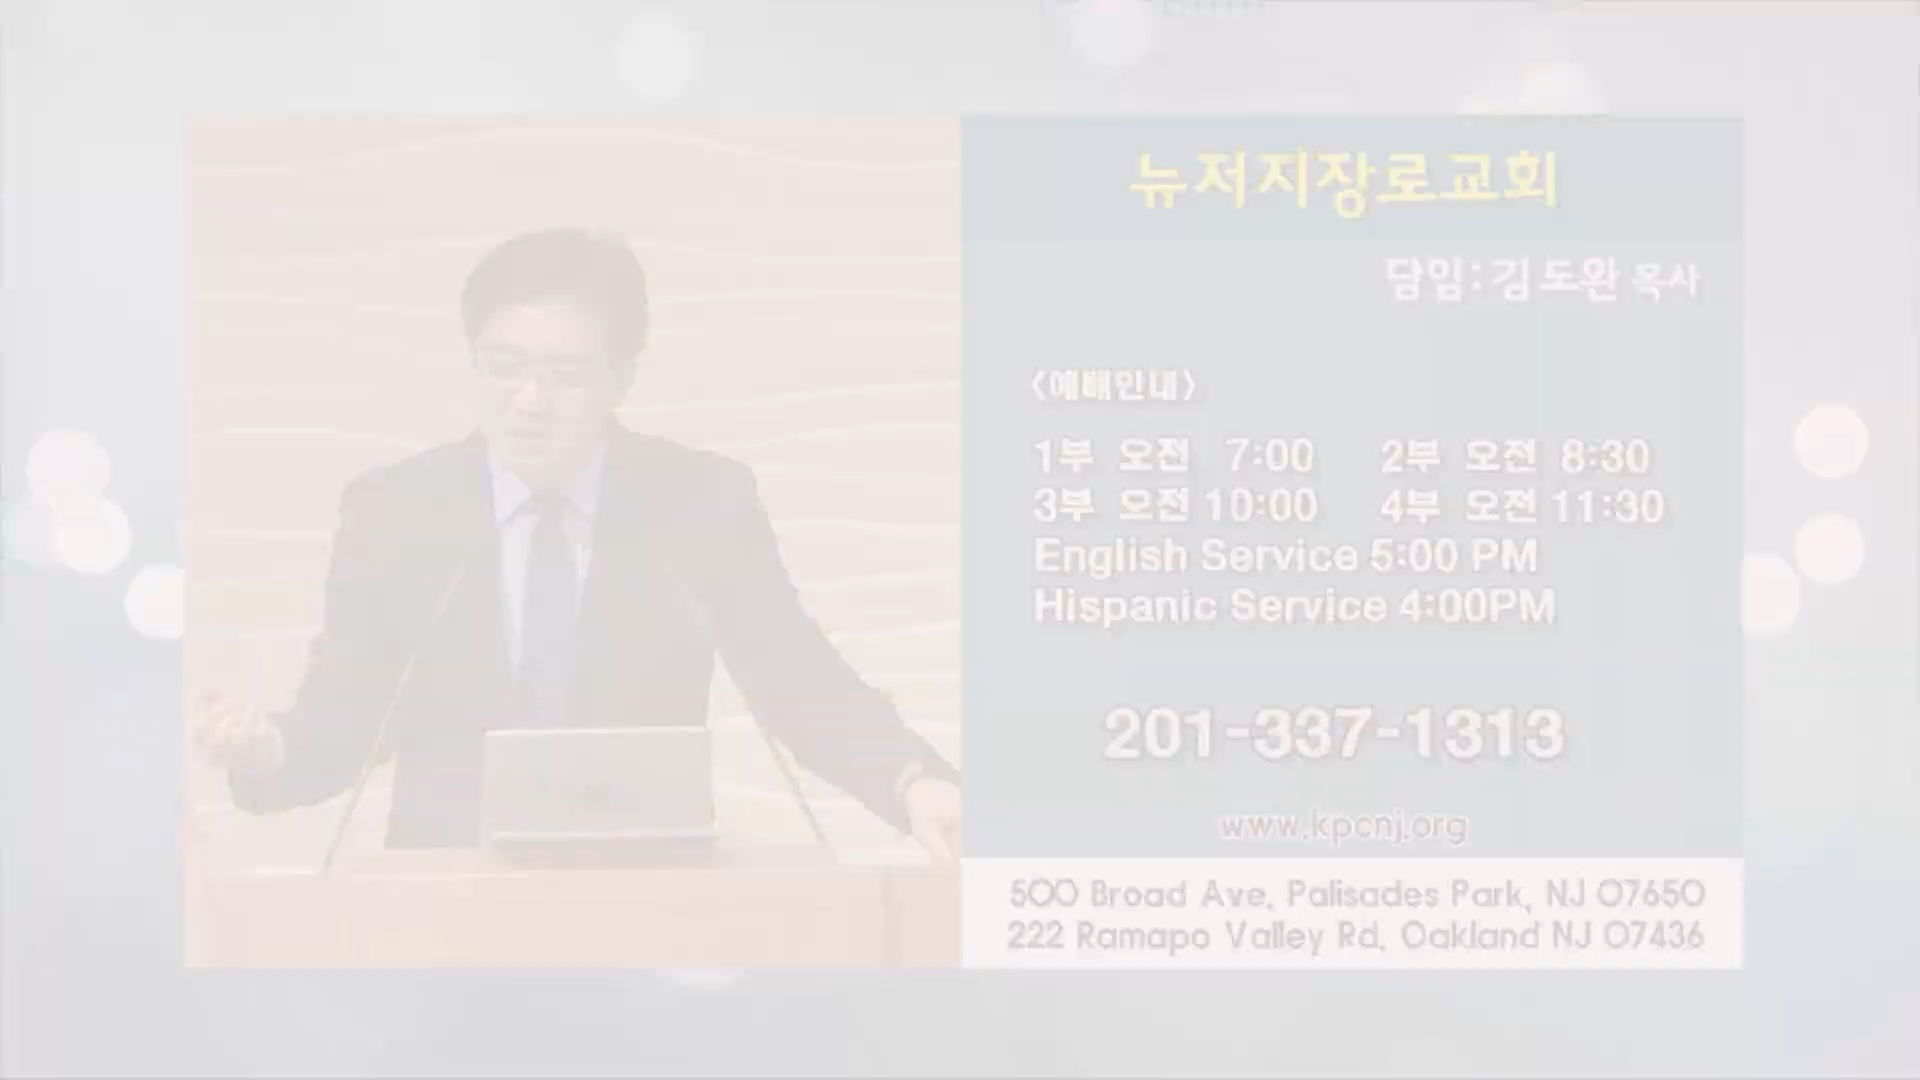 뉴저지장로교회
담임:김도완 목사
<예배인내>
1부 오전 7:00 2부 오전 8:30
3부 오전 10:00 4부 오전 11:30
English Service 5:00 PM
Hispanic Service 4:00PM
201-337-1313
www.kpcnj.org
500 Broad Ave, Palisades Park, NJ 07650
222 Ramapo Valley Rd, Oakland NJ 07436